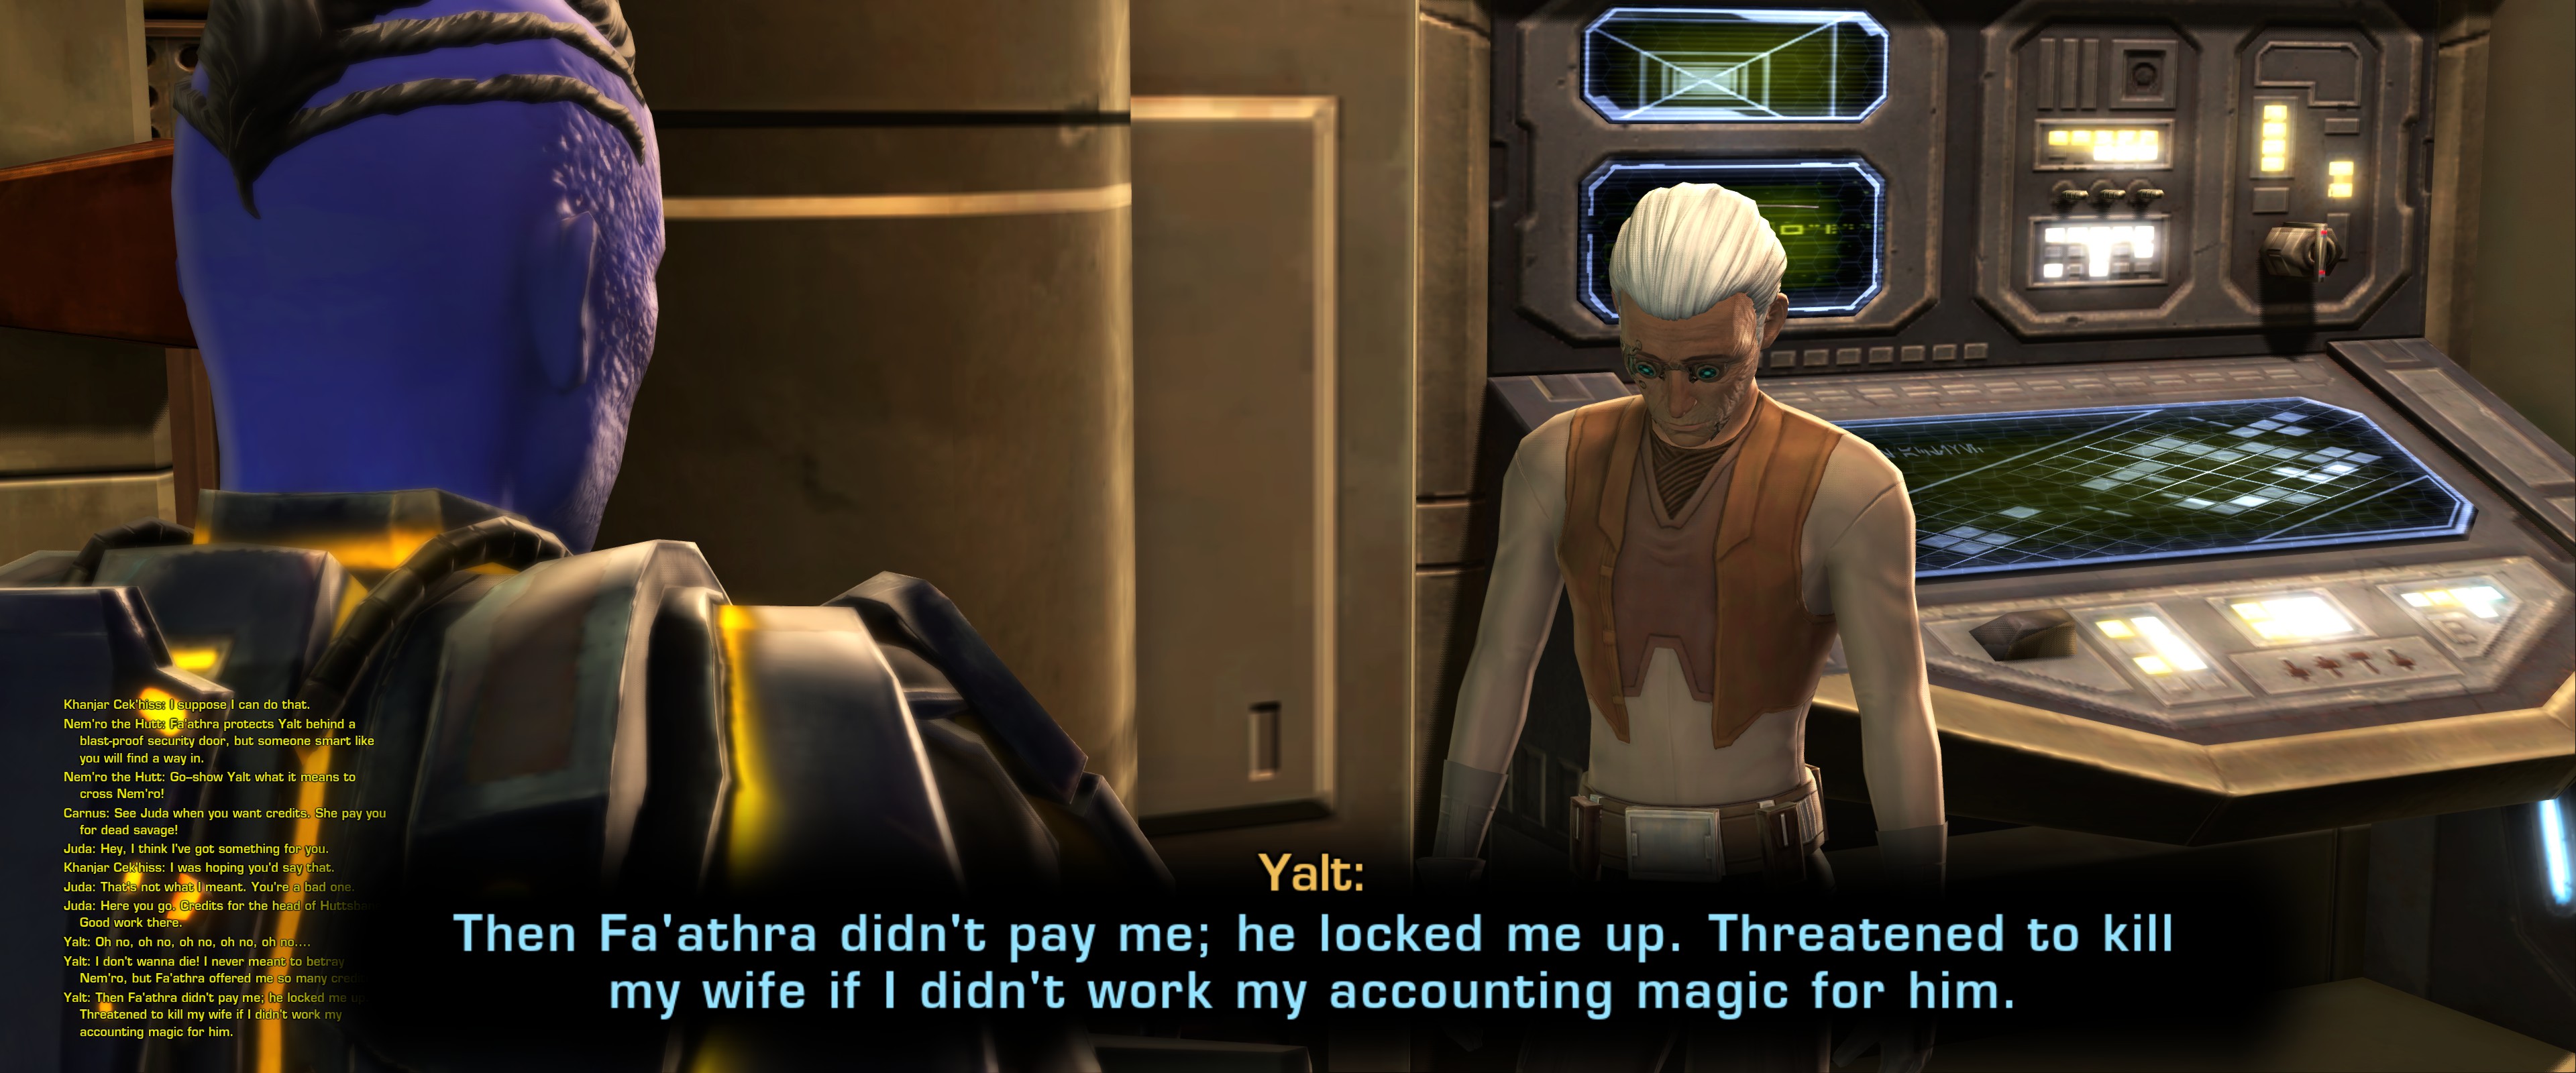 Khanjar Cek'hiss: I suppose I can do that.
Nem'ro the Hutt: Fa'athra protects Yalt behind a
blast-proof security door, but someone smart like
you will find a way in.
Nem'ro the Hutt: Go–show Yalt what it means to
cross Nem'ro!
Carnus: See Juda when you want credits. She pay you
for dead savage!
Juda: Hey, I think I've got something for you.
Khanjar Cek'hiss: I was hoping you'd say that.
Juda: That's not what I meant. You're a bad one.
Juda: Here you go. Credits for the head of
Good work there.
Yalt: Oh no, oh no, oh no, oh no, oh no....
Yalt: I don't wanna die! I never meant to betray
Nem'ro, but Fa'athra offered me so many
Yalt: Then Fa'athra didn't pay me; he locked me up.
Threatened to kill my wife if I didn't work my
accounting magic for him.
Yalt:
Then Fa'athra didn't pay me; he locked me up. Threatened to kill
my wife if I didn't work my accounting magic for him.